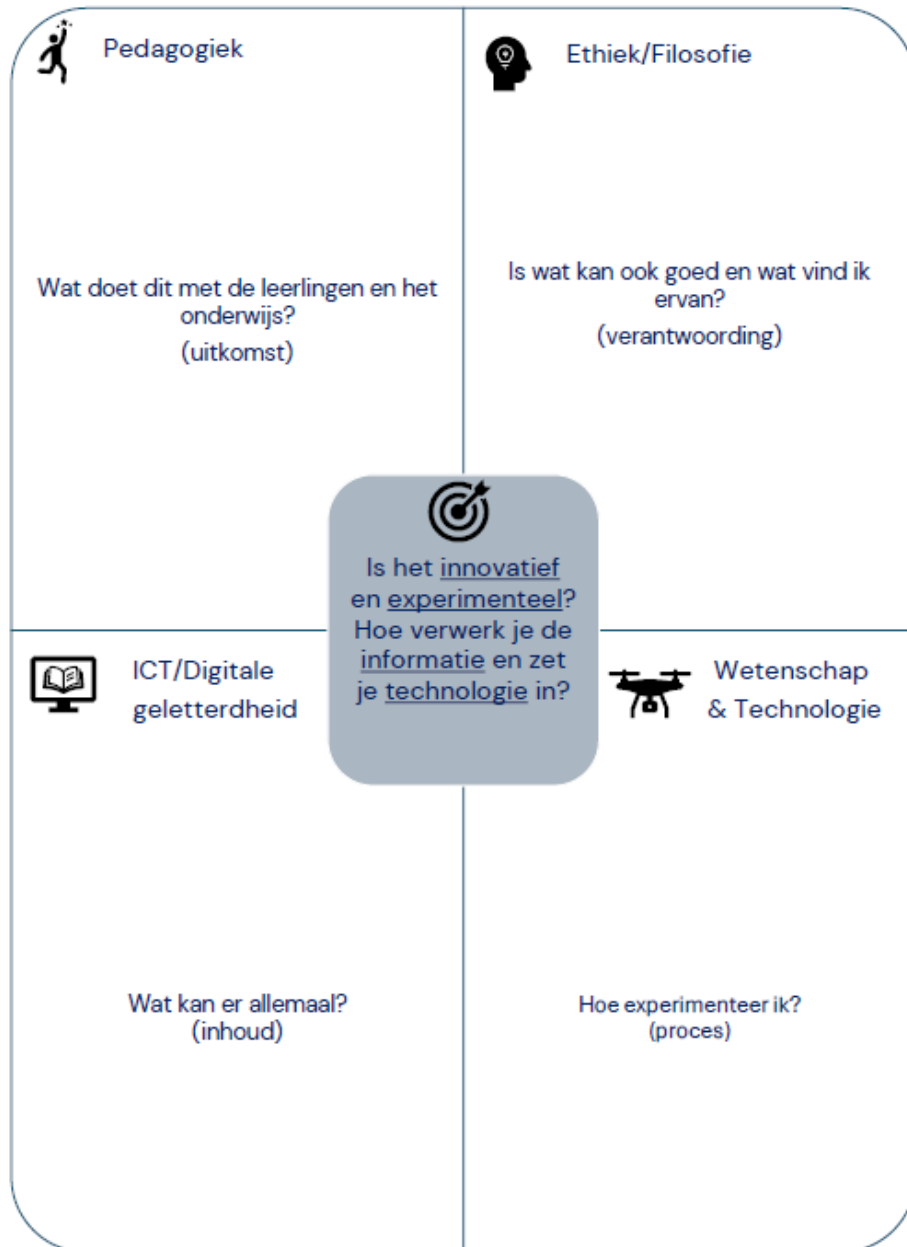 Pedagogiek
Ethiek/Filosofie
Wat doet dit met de leerlingen en het
onderwijs?
(uitkomst)
Is wat kan ook goed en wat vind ik
ervan?
(verantwoording)
Is het innovatief
en experimenteel?
Hoe verwerk je de
informatie en zet
je technologie in?
ICT/Digitale
geletterdheid
Wetenschap
& Technologie
Wat kan er allemaal?
(inhoud)
Hoe experimenteer ik?
(proces)